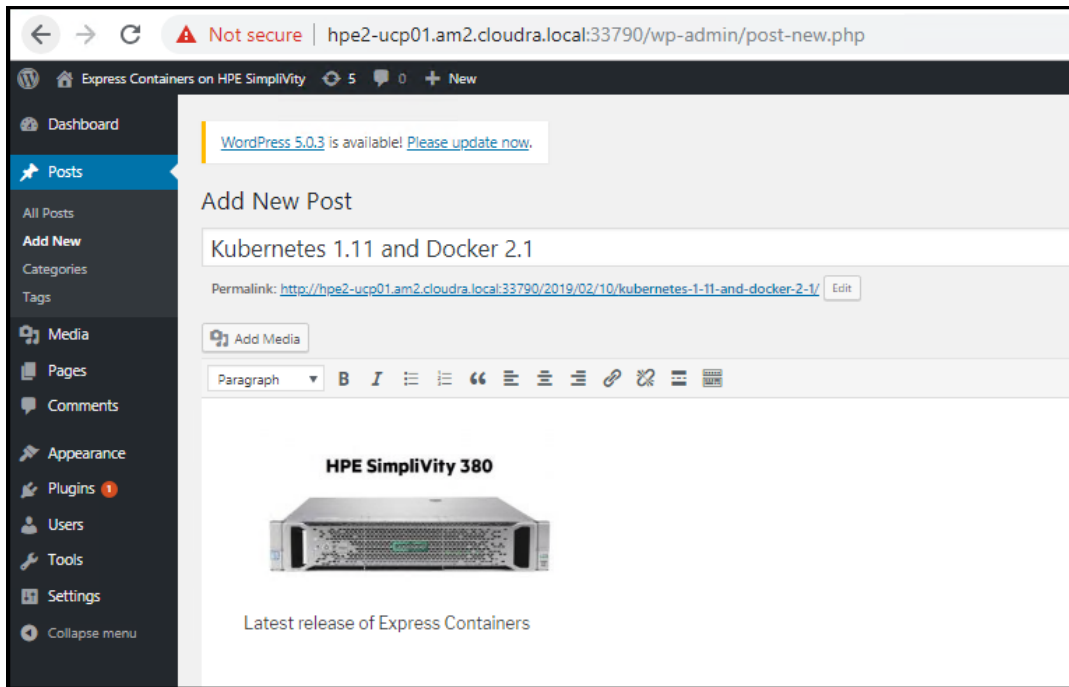 Not secure | hpe2-ucp01.am2.cloudra.local:33790/wp-admin/post-new.php
Express Containers on HPE SimpliVity 5 0 + New
Dashboard
WordPress 5.0.3 is available! Please update now.
Posts
All Posts
Add New
Categories
Tags
Media
Pages
Comments
Appearance
Plugins 1
Users
Tools
Settings
Collapse menu
Add New Post
Kubernetes 1.11 and Docker 2.1
Permalink: http://hpe2-ucp01.am2.cloudra.local:33790/2019/02/10/kubernetes-1-11-and-docker-2-1/ Edit
Add Media
Paragraph B I
HPE SimpliVity 380
Latest release of Express Containers